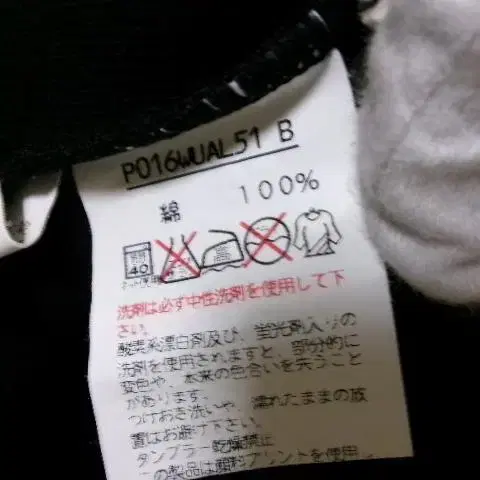 P016WUAL51 B
綿 100%
40
高
洗剤は必ず中性洗剤を使用して下
さい。
酸素系漂白剤及び、蛍光剤入りの
洗剤を使用されますと、部分的に
変色や、本来の色合いを失うこと
があります。
つけおき洗いや、濡れたままの放
置はお避け下さい。
タンブラー乾燥禁止
この製品は顔料プリントを使用し